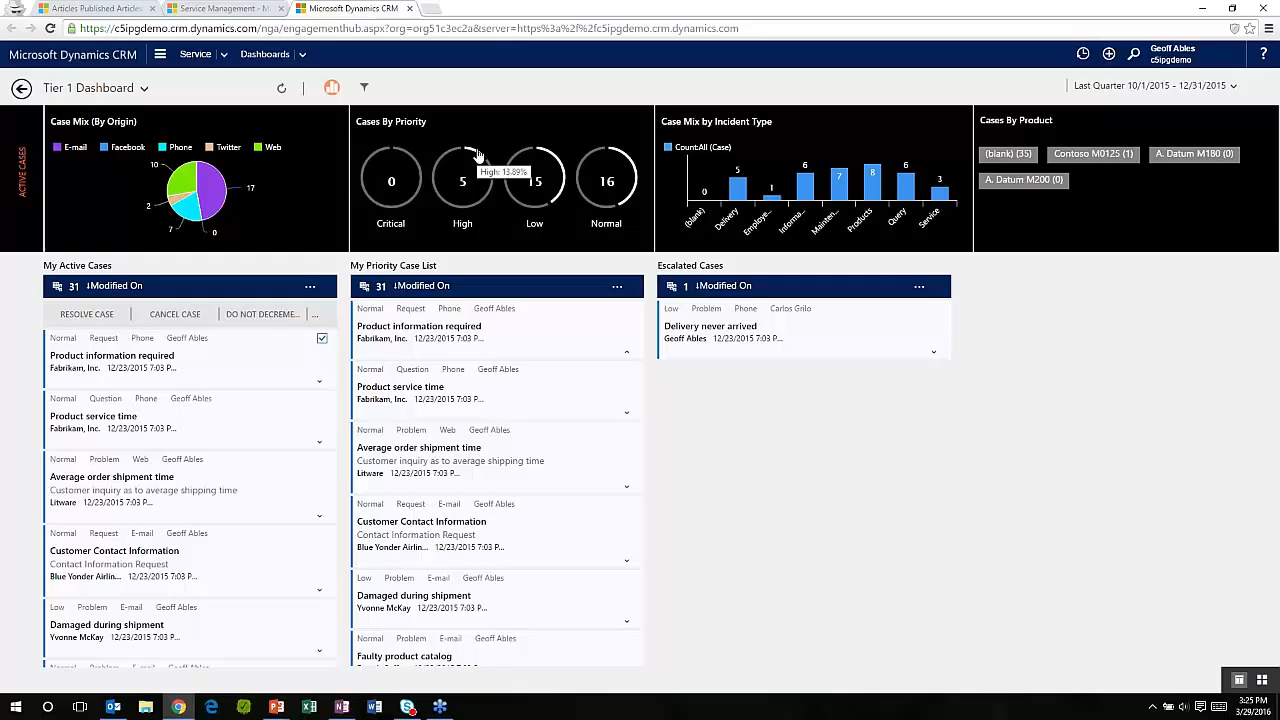 Articles Published Article
Service Management - M
Microsoft Dynamics CRM
https://c5ipgdemo.crm.dynamics.com/nga/engagementhub.aspx?org=org51c3ec2a&server=https%3a%2f%2fc5ipgdemo.crm.dynamics.com
Microsoft Dynamics CRM
Service
Dashboards
Geoff Ables
c5ipgdemo
?
Tier 1 Dashboard
Last Quarter 10/1/2015 - 12/31/2015
ACTIVE CASES
Case Mix (By Origin)
E-mail Facebook Phone Twitter Web
10
17
2
7
0
Cases By Priority
0 5 15 16
High: 13.89%
Critical High Low Normal
Case Mix by Incident Type
Count:All (Case)
0 5 1 6 7 8 6 3
(blank) Delivery Employe... Informa... Mainten... Products Query Service
Cases By Product
(blank) (35) Contoso M0125 (1) A. Datum M180 (0)
A. Datum M200 (0)
My Active Cases
31 ↓Modified On ...
RESOLVE CASE CANCEL CASE DO NOT DECREME... ...
Normal Request Phone Geoff Ables
Product information required
Fabrikam, Inc. 12/23/2015 7:03 P...
Normal Question Phone Geoff Ables
Product service time
Fabrikam, Inc. 12/23/2015 7:03 P...
Normal Problem Web Geoff Ables
Average order shipment time
Customer inquiry as to average shipping time
Litware 12/23/2015 7:03 P...
Normal Request E-mail Geoff Ables
Customer Contact Information
Contact Information Request
Blue Yonder Airlin... 12/23/2015 7:03 P...
Low Problem E-mail Geoff Ables
Damaged during shipment
Yvonne McKay 12/23/2015 7:03 P...
My Priority Case List
31 ↓Modified On ...
Normal Request Phone Geoff Ables
Product information required
Fabrikam, Inc. 12/23/2015 7:03 P...
Normal Question Phone Geoff Ables
Product service time
Fabrikam, Inc. 12/23/2015 7:03 P...
Normal Problem Web Geoff Ables
Average order shipment time
Customer inquiry as to average shipping time
Litware 12/23/2015 7:03 P...
Normal Request E-mail Geoff Ables
Customer Contact Information
Contact Information Request
Blue Yonder Airlin... 12/23/2015 7:03 P...
Low Problem E-mail Geoff Ables
Damaged during shipment
Yvonne McKay 12/23/2015 7:03 P...
Normal Problem E-mail Geoff Ables
Faulty product catalog
Escalated Cases
1 ↓Modified On ...
Low Problem Phone Carlos Grilo
Delivery never arrived
Geoff Ables 12/23/2015 7:03 P...
3:25 PM
3/29/2016